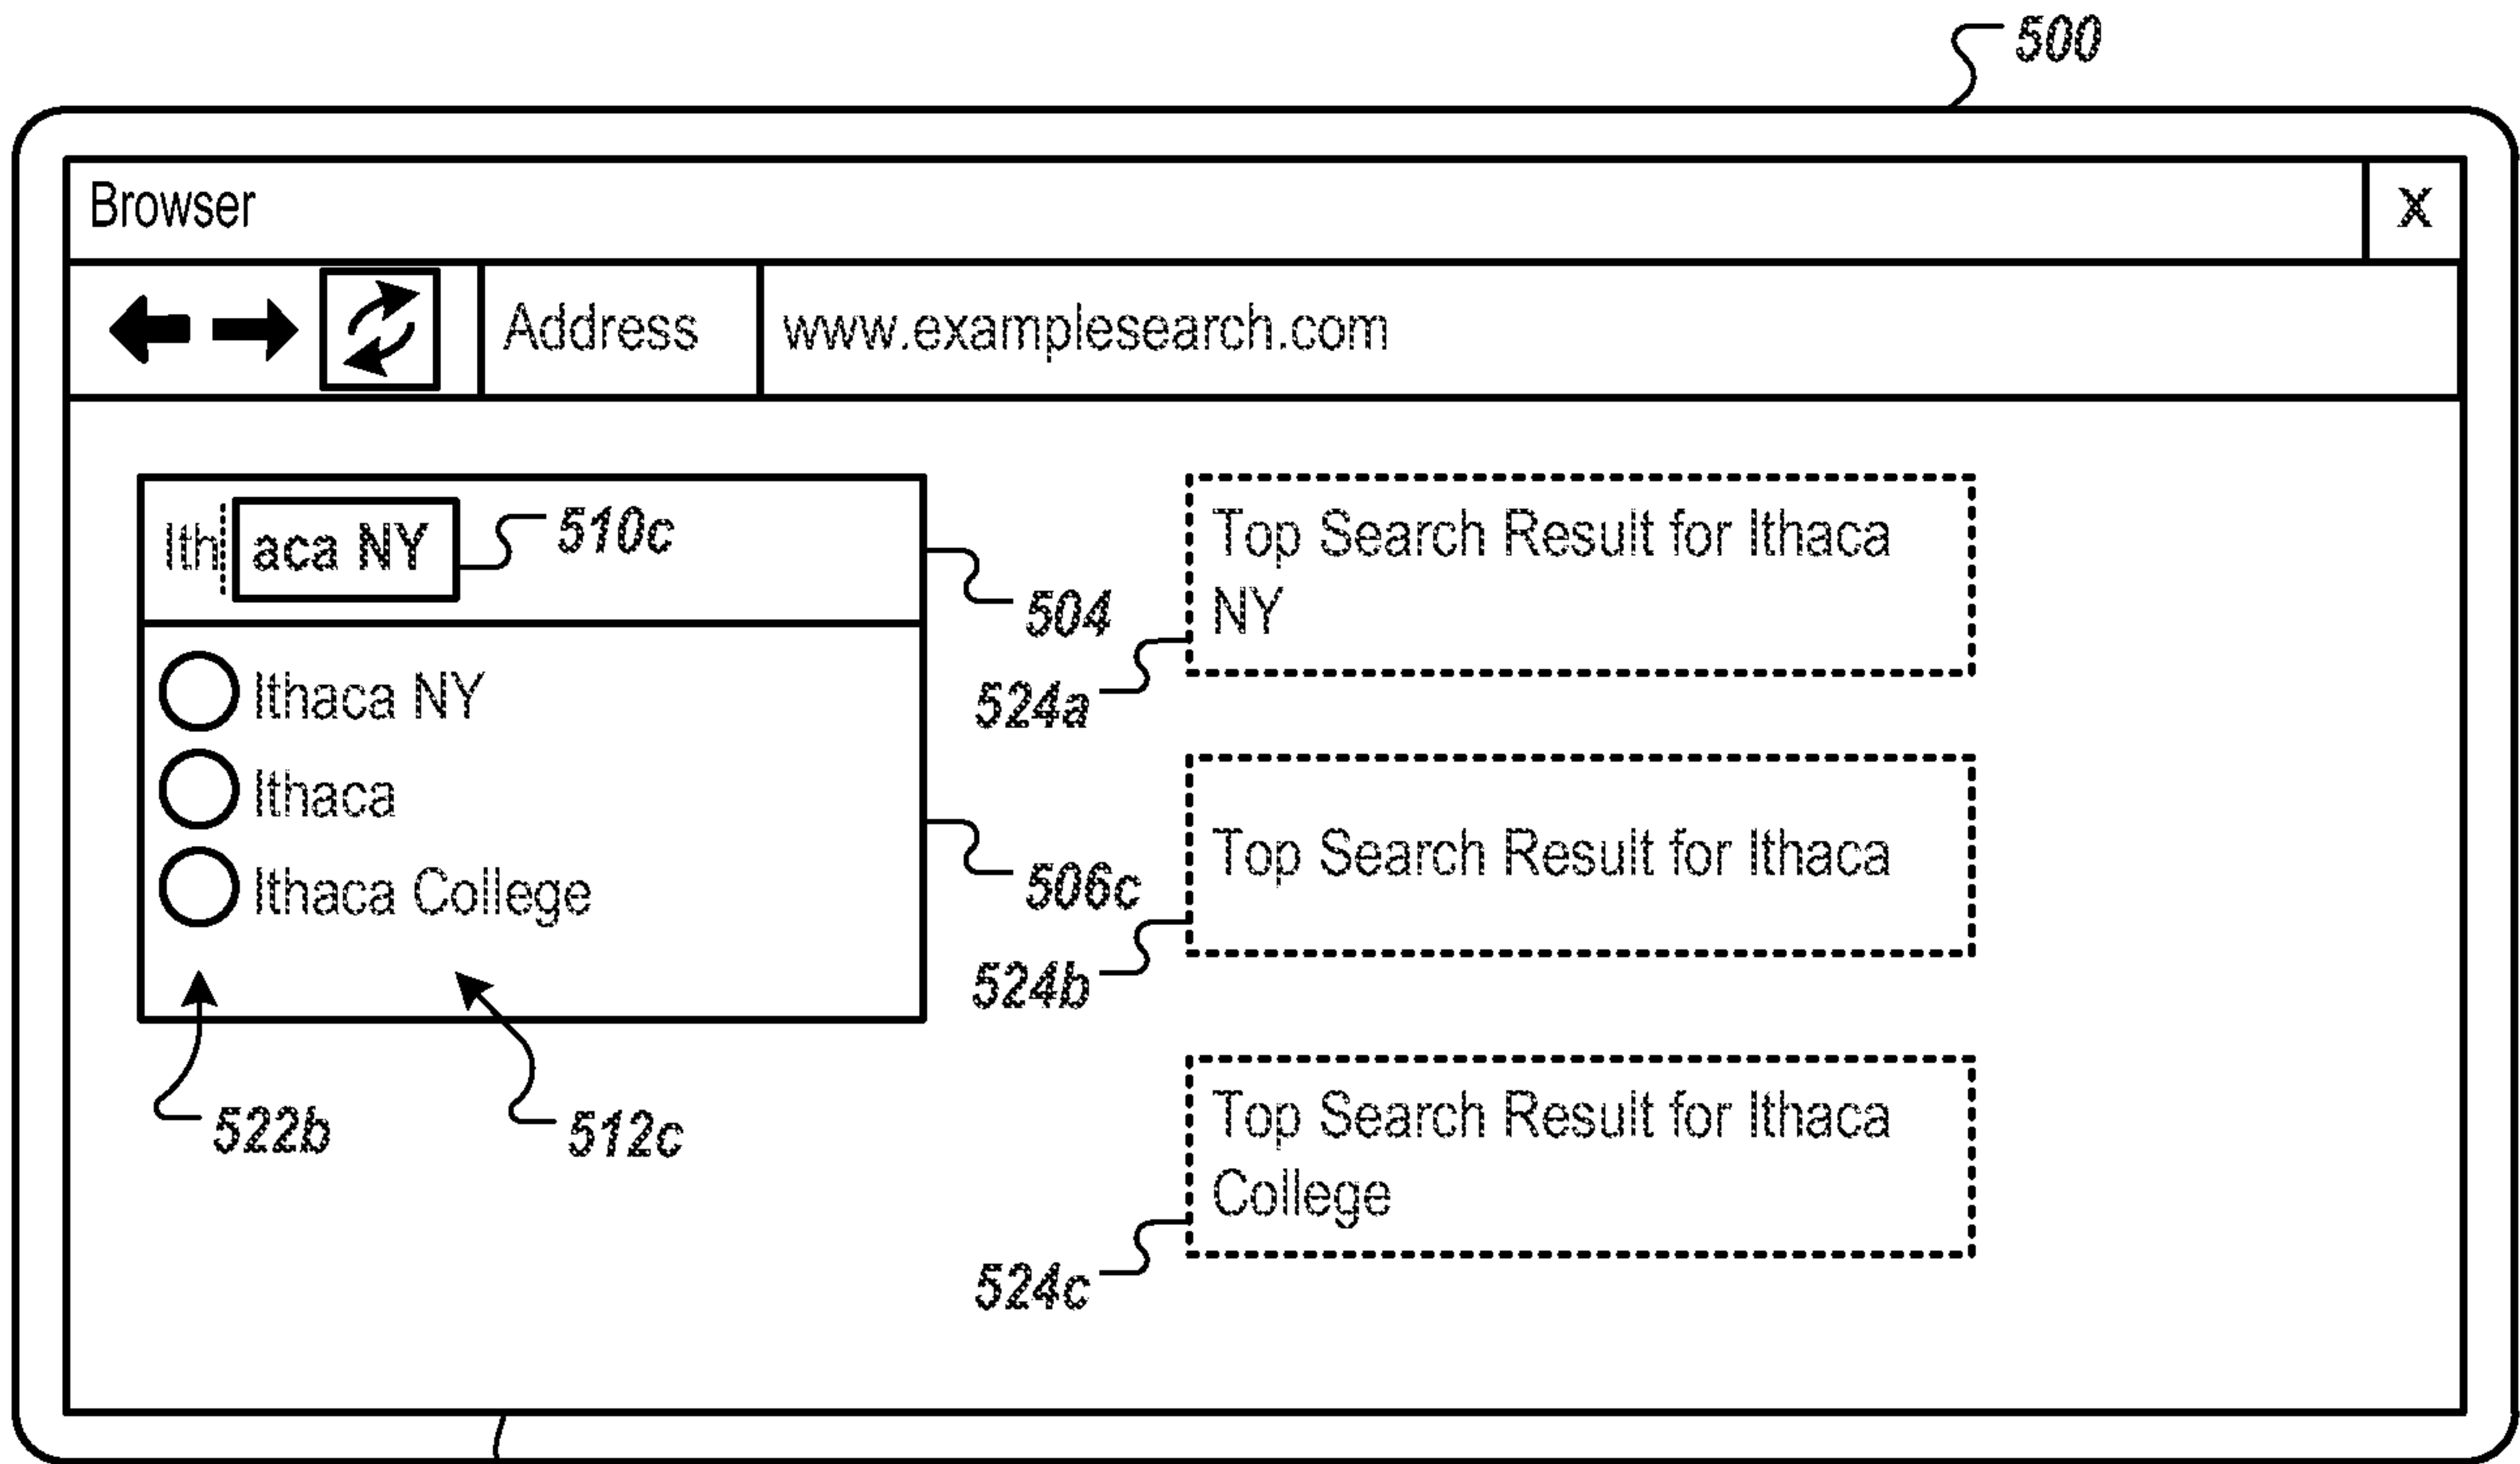 500
Browser X
Address www.examplesearch.com
Ith aca NY 510c
504
Ithaca NY
Ithaca
Ithaca College
506c
522b
512c
Top Search Result for Ithaca
NY
524a
Top Search Result for Ithaca
524b
Top Search Result for Ithaca
College
524c